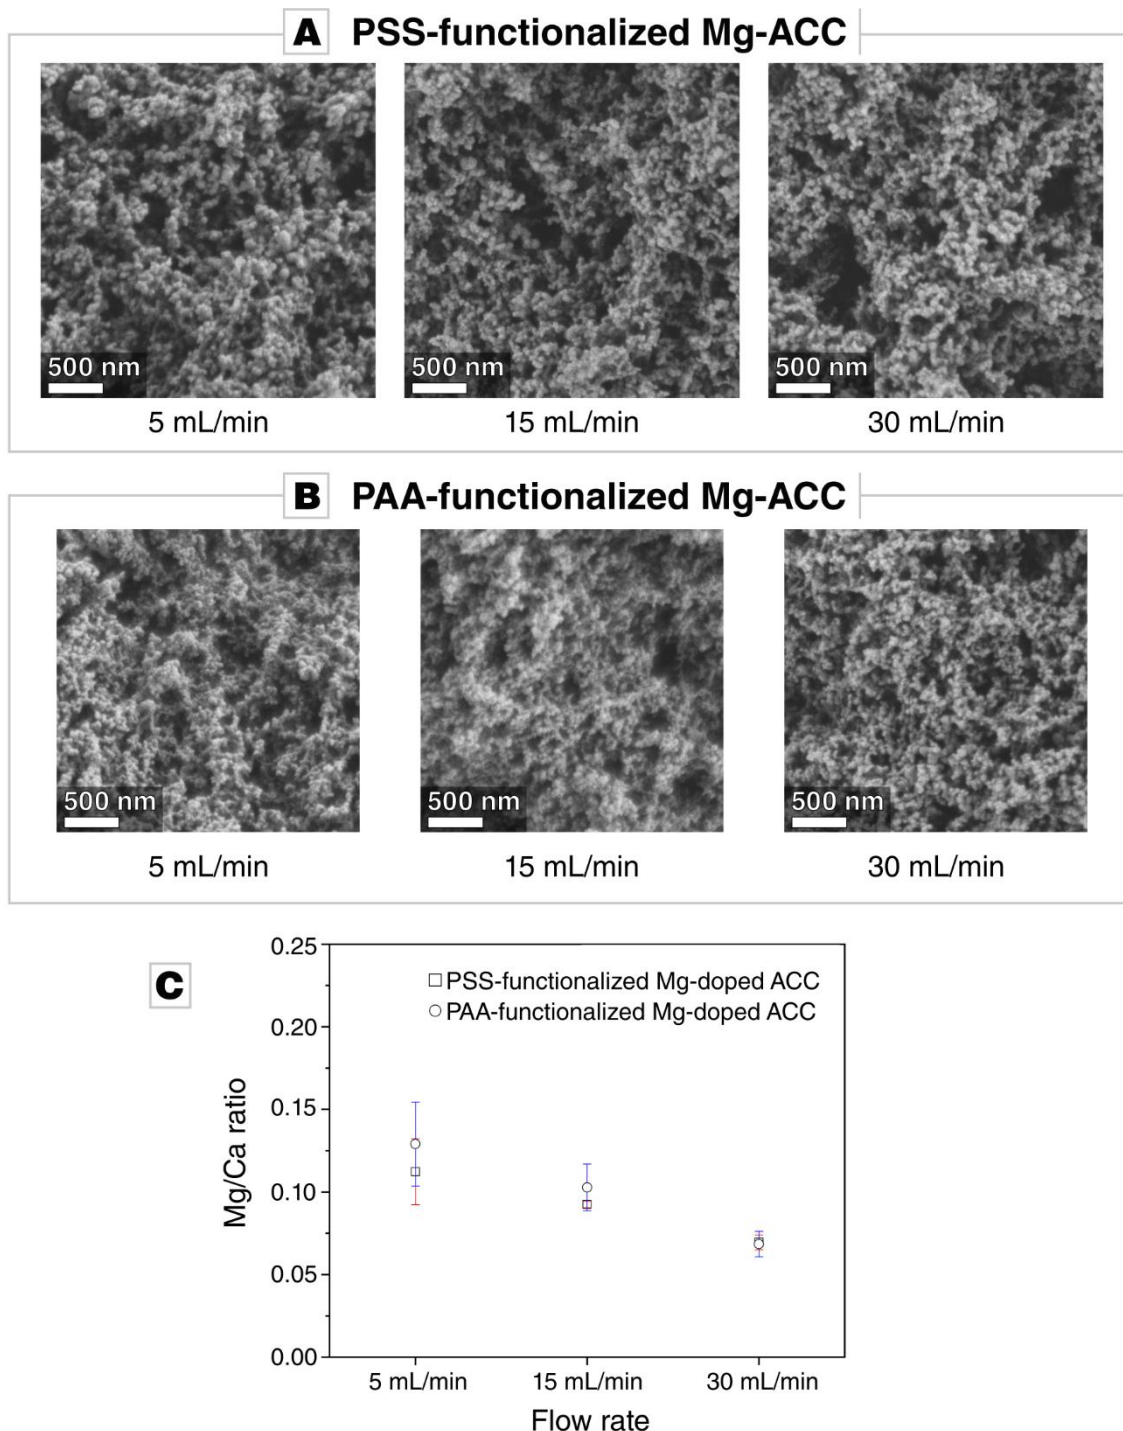 A PSS-functionalized Mg-ACC
500 nm 500 nm 500 nm
5 mL/min 15 mL/min 30 mL/min
B PAA-functionalized Mg-ACC
500 nm 500 nm 500 nm
5 mL/min 15 mL/min 30 mL/min
C
PSS-functionalized Mg-doped ACC
PAA-functionalized Mg-doped ACC
Mg/Ca ratio
0.25
0.20
0.15
0.10
0.05
0.00
5 mL/min 15 mL/min 30 mL/min
Flow rate